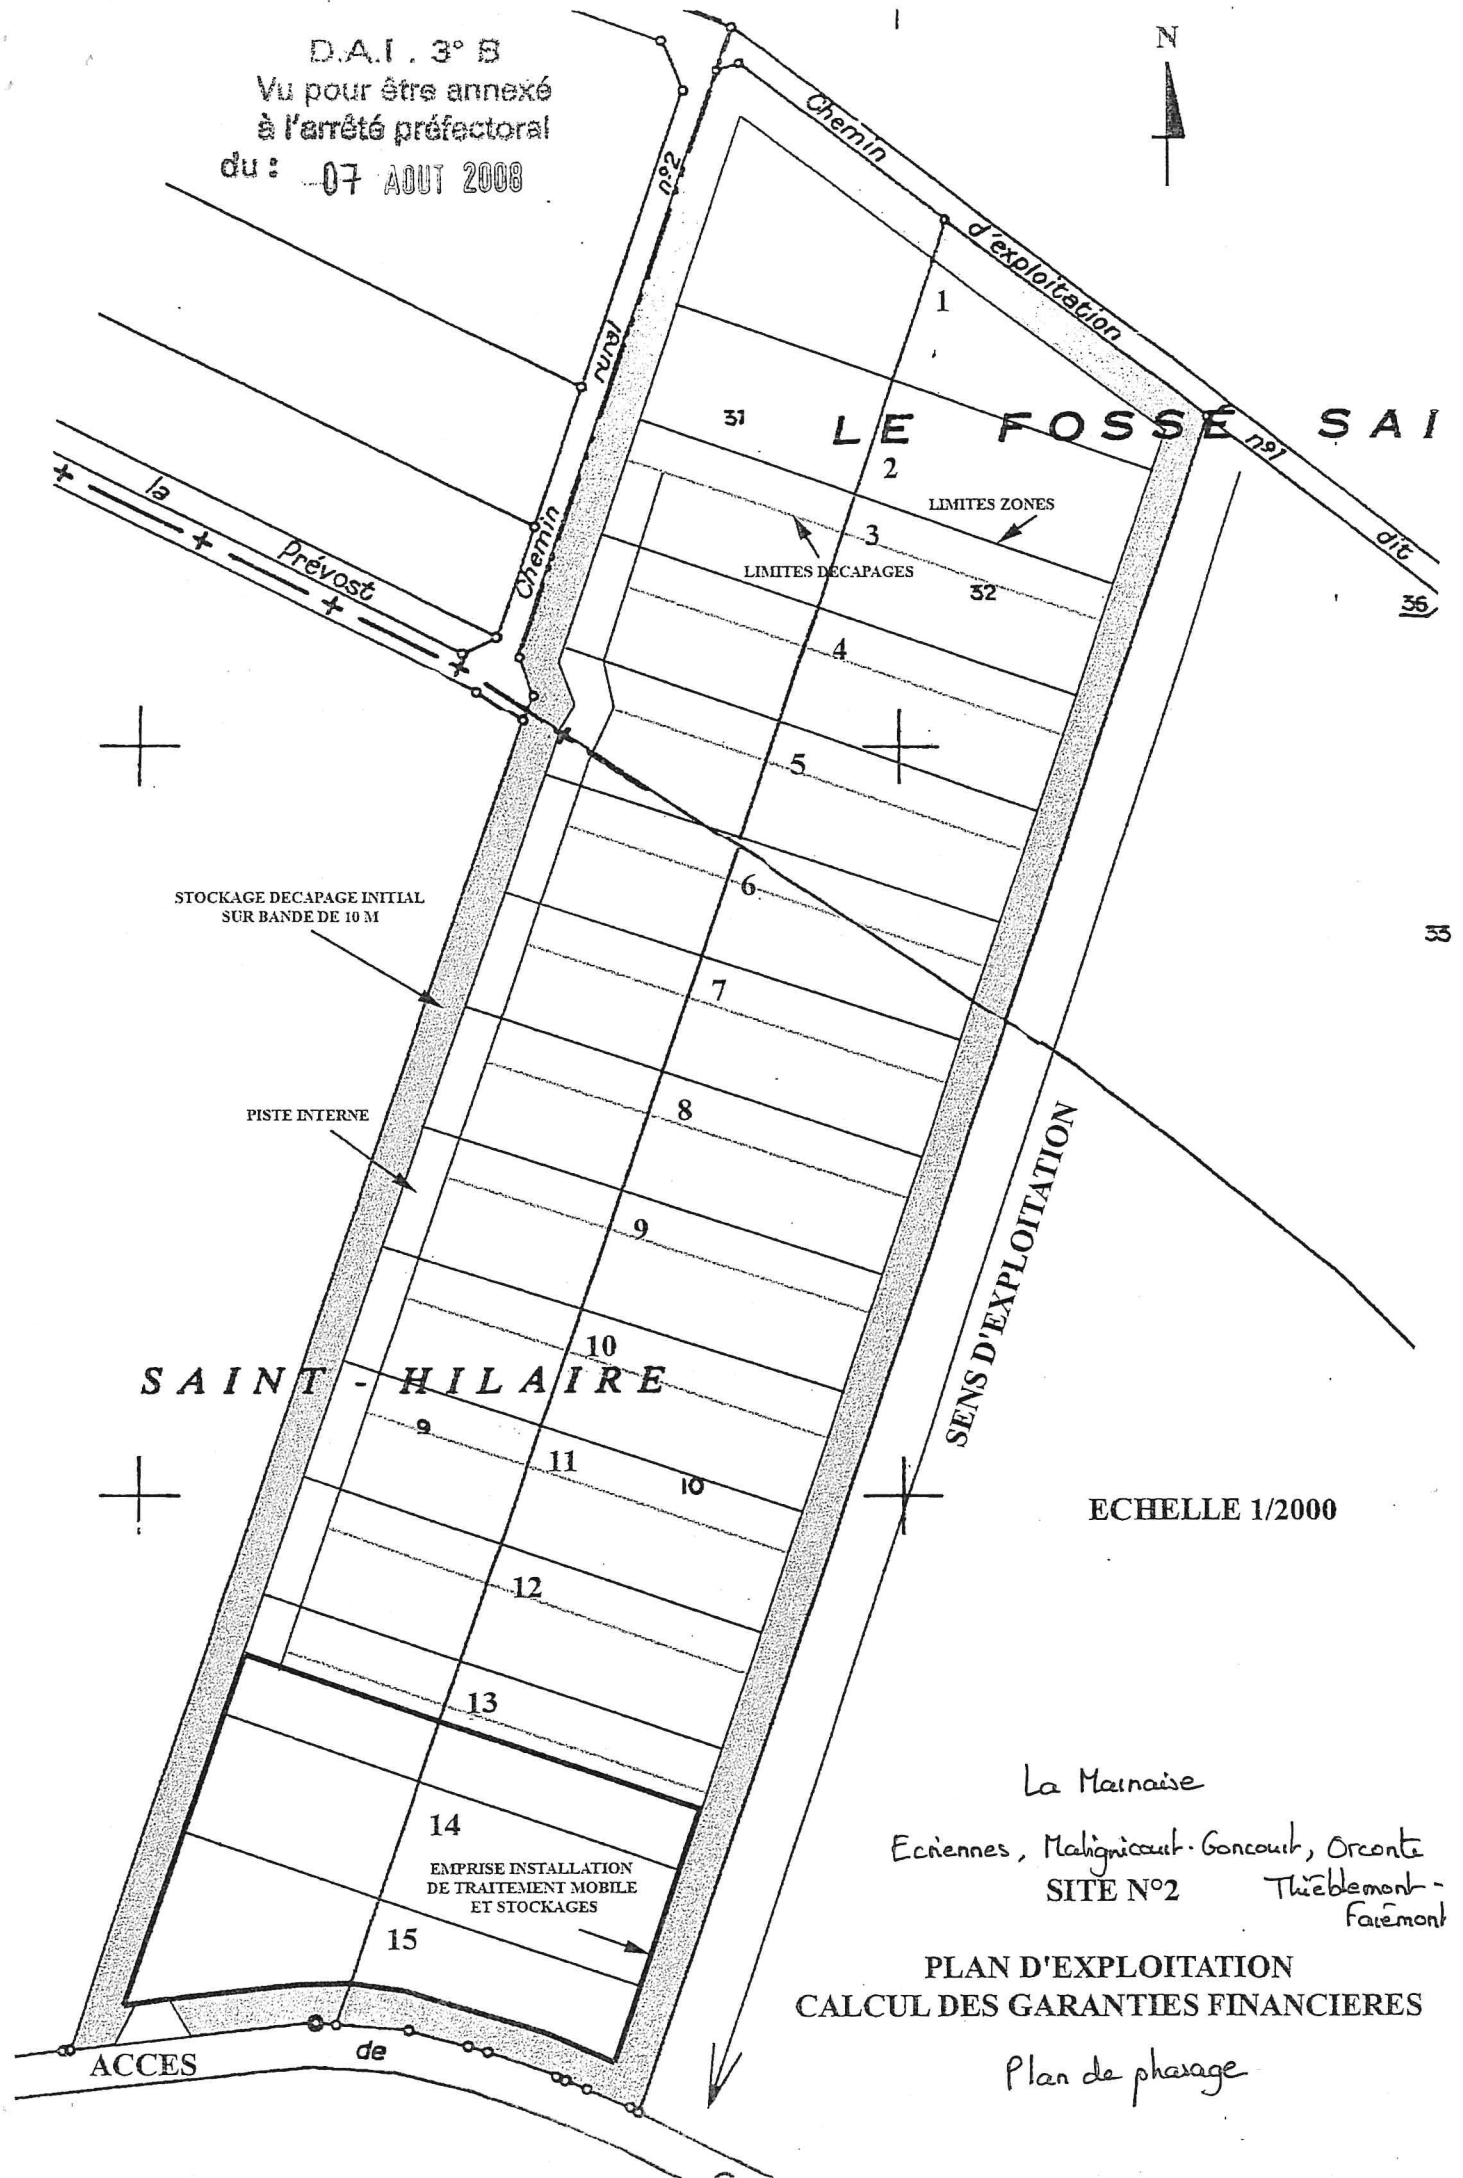 D.A.I. 3° B
Vu pour être annexé
à l'arrêté préfectoral
du : 07 AOUT 2008
N
Chemin d'exploitation n°1 dit
Chemin rural n°2
1
31
LE FOSSÉ SAI
2
LIMITES ZONES
3
LIMITES DECAPAGES
32
36
la Prévost
4
5
6
STOCKAGE DECAPAGE INITIAL
SUR BANDE DE 10 M
33
7
PISTE INTERNE
8
SENS D'EXPLOITATION
9
10
SAINT - HILAIRE
9
11
10
ECHELLE 1/2000
12
13
14
EMPRISE INSTALLATION
DE TRAITEMENT MOBILE
ET STOCKAGES
15
La Marnaise
Ecriennes, Matignicourt-Goncourt, Orconte
SITE N°2
Thiéblemont-
Farémont
PLAN D'EXPLOITATION
CALCUL DES GARANTIES FINANCIERES
Plan de phasage
ACCES
de